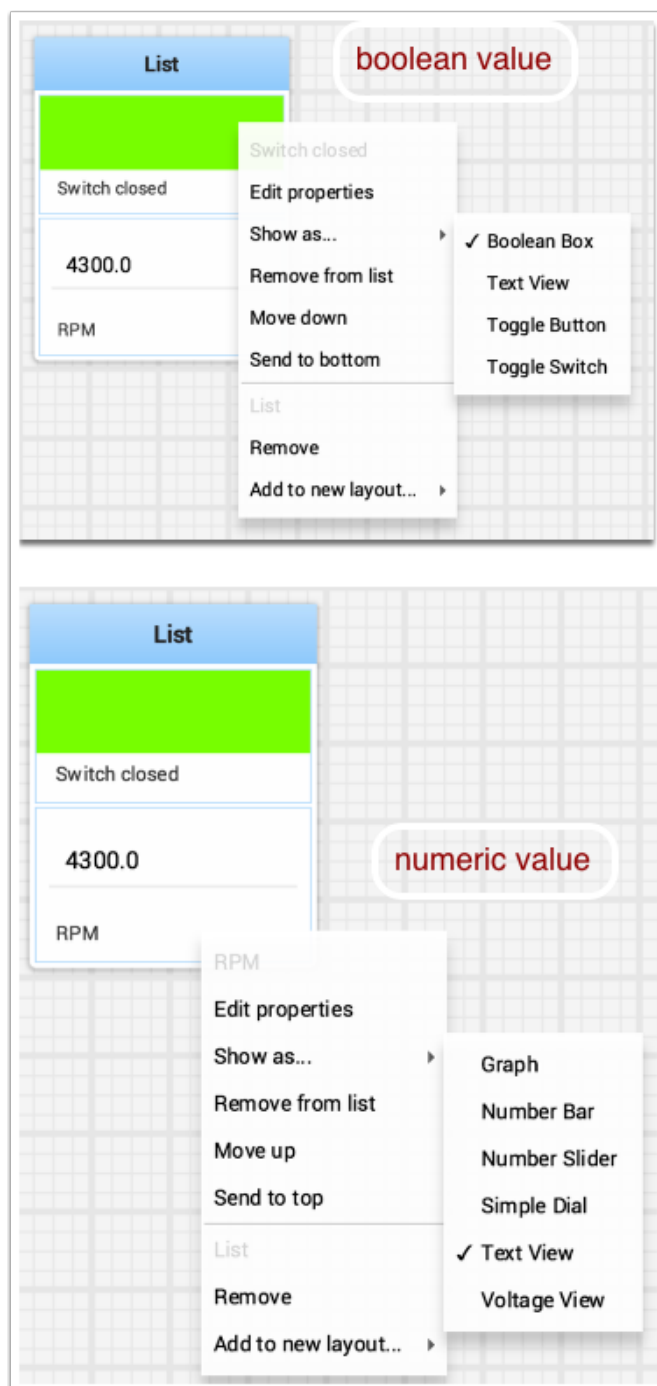 List
boolean value
Switch closed
4300.0
RPM
Switch closed
Edit properties
Show as...
Remove from list
Move down
Send to bottom
List
Remove
Add to new layout...
✓ Boolean Box
Text View
Toggle Button
Toggle Switch
List
Switch closed
4300.0
RPM
numeric value
RPM
Edit properties
Show as...
Remove from list
Move up
Send to top
List
Remove
Add to new layout...
Graph
Number Bar
Number Slider
Simple Dial
✓ Text View
Voltage View